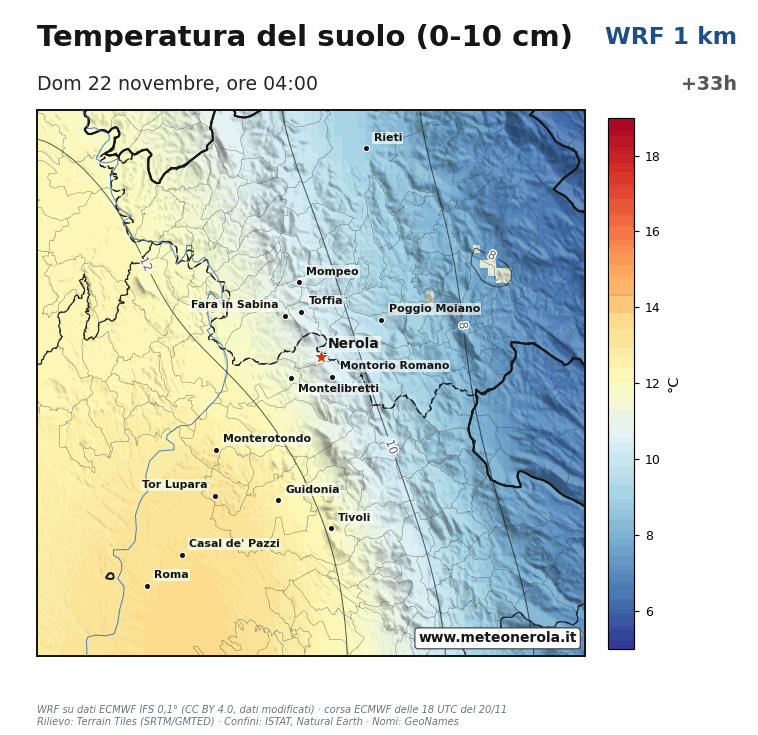 Temperatura del suolo (0-10 cm)
WRF 1 km
Dom 22 novembre, ore 04:00
+33h
Rieti
12
8
Mompeo
Fara in Sabina
Toffia
Poggio Moiano
8
Nerola
Montorio Romano
Montelibretti
Monterotondo
10
Tor Lupara
Guidonia
Tivoli
Casal de' Pazzi
Roma
www.meteonerola.it
18
16
14
12
10
8
6
°C
WRF su dati ECMWF IFS 0,1° (CC BY 4.0, dati modificati) · corsa ECMWF delle 18 UTC del 20/11
Rilievo: Terrain Tiles (SRTM/GMTED) · Confini: ISTAT, Natural Earth · Nomi: GeoNames